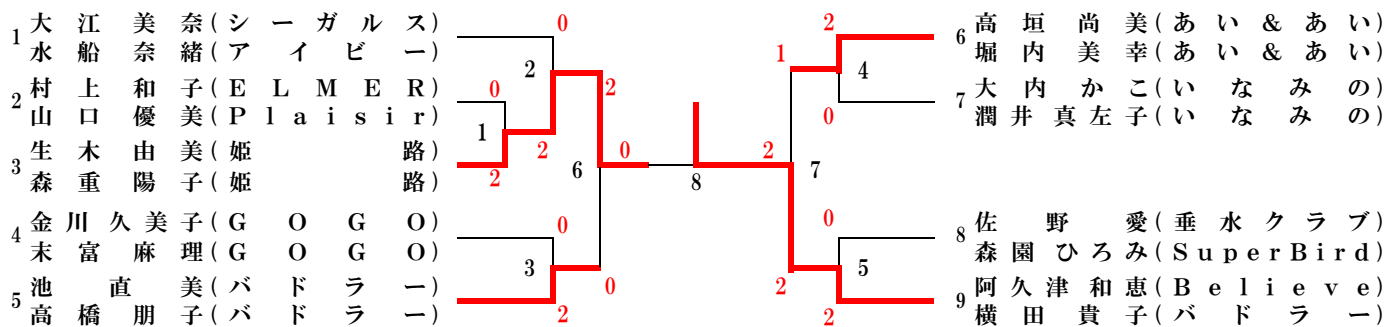 1
大江美奈(シーガルス)
水船奈緒(アイビー)
2
村上和子(ELMER)
山口優美(Plaisir)
3
生木由美(姫路)
森重陽子(姫路)
4
金川久美子(GOGO)
末富麻理(GOGO)
5
池直美(バドラー)
高橋朋子(バドラー)
0
2
2
0
1
2
2
0
6
0
3
0
2
8
2
7
2
1
4
0
0
5
2
2
6
高垣尚美(あい&あい)
堀内美幸(あい&あい)
7
大内かこ(いなみの)
潤井真左子(いなみの)
8
佐野愛(垂水クラブ)
森園ひろみ(SuperBird)
9
阿久津和恵(Believe)
横田貴子(バドラー)